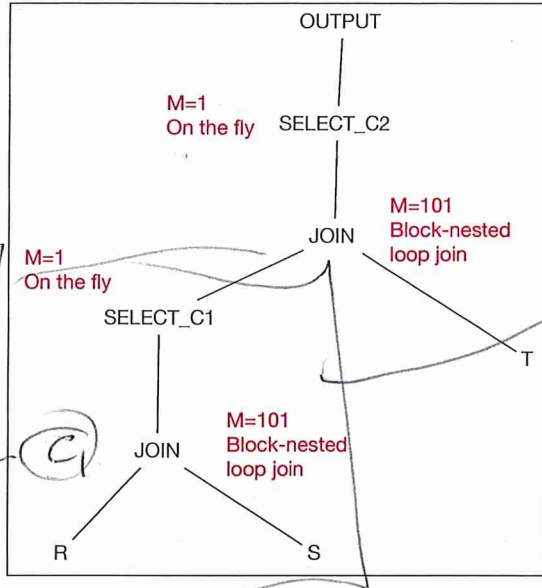 OUTPUT
M=1
On the fly
SELECT_C2
M=101
Block-nested
loop join
JOIN
M=1
On the fly
SELECT_C1
T
M=101
Block-nested
loop join
C1
JOIN
R
S